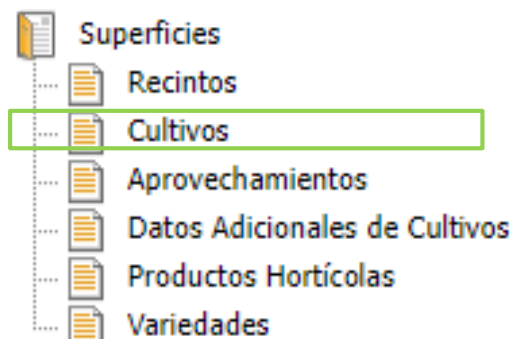 Superficies
Recintos
Cultivos
Aprovechamientos
Datos Adicionales de Cultivos
Productos Hortícolas
Variedades